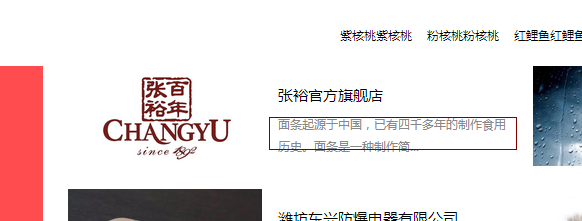 紫核桃紫核桃 粉核桃粉核桃 红鲤鱼红鲤鱼
张裕
百年
CHANGYU
since 1892
张裕官方旗舰店
面条起源于中国，已有四千多年的制作食用
历史。面条是一种制作简...
潍坊东兴防爆电器有限公司